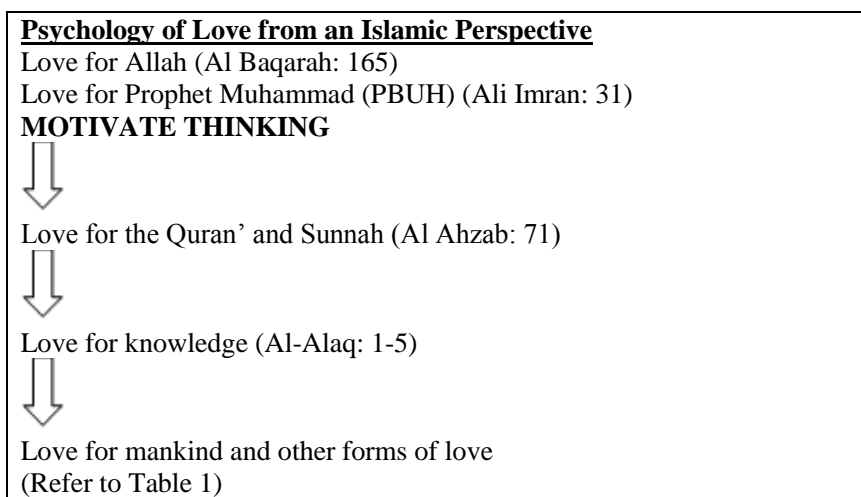 Psychology of Love from an Islamic Perspective
Love for Allah (Al Baqarah: 165)
Love for Prophet Muhammad (PBUH) (Ali Imran: 31)
MOTIVATE THINKING
Love for the Quran’ and Sunnah (Al Ahzab: 71)
Love for knowledge (Al-Alaq: 1-5)
Love for mankind and other forms of love
(Refer to Table 1)